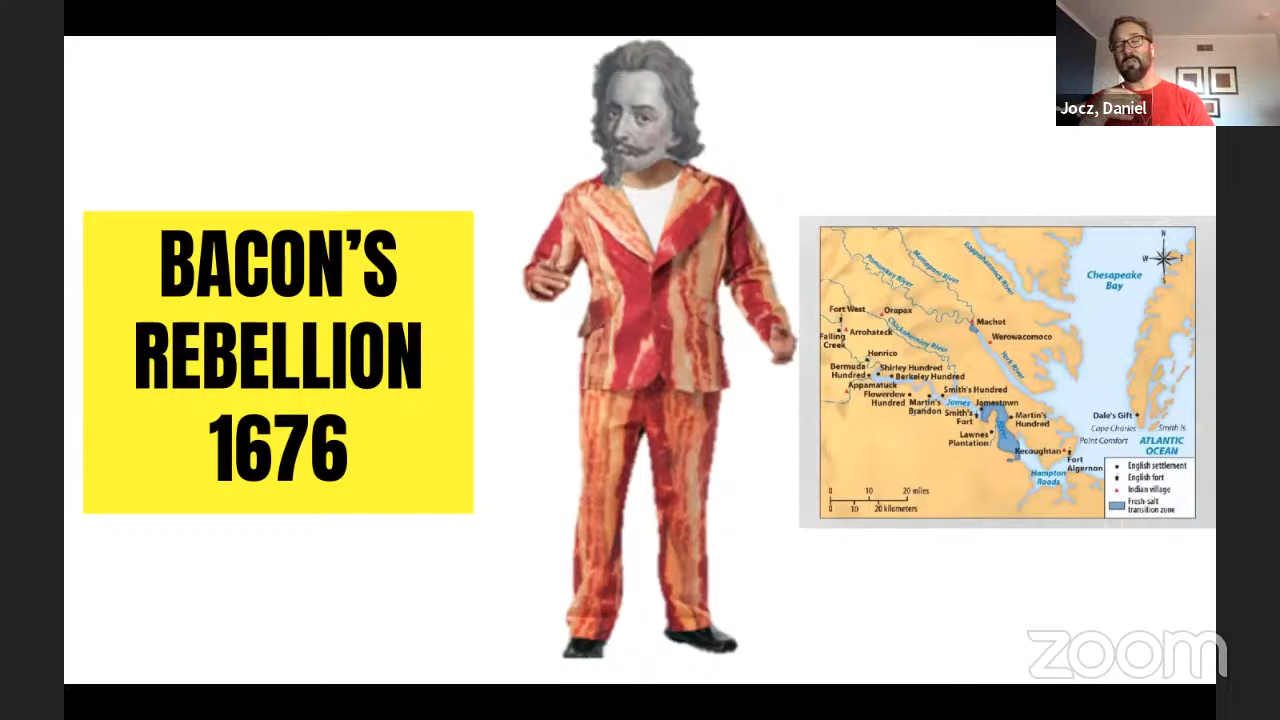 Jocz, Daniel
BACON'S
REBELLION
1676
N
W
E
S
Chesapeake
Bay
Rappahannock River
Mattaponi River
Pamunkey River
Fort West
Orapax
Machot
Arrohateck
Falling
Creek
Chickahominy River
Werowacomoco
York River
Henrico
Bermuda
Hundred
Shirley Hundred
Berkeley Hundred
Appamatuck
Flowerdew
Hundred
Smith's Hundred
Martin's
Brandon
James
River
Jamestown
Smith's
Fort
Martin's
Hundred
Lawnes
Plantation
Kecoughtan
Fort
Algernon
Hampton
Roads
Dale's Gift
Cape Charles
Smith Is.
Point Comfort
ATLANTIC
OCEAN
English settlement
English fort
Indian village
Fresh-salt
transition zone
0 10 20 miles
0 10 20 kilometers
zoom